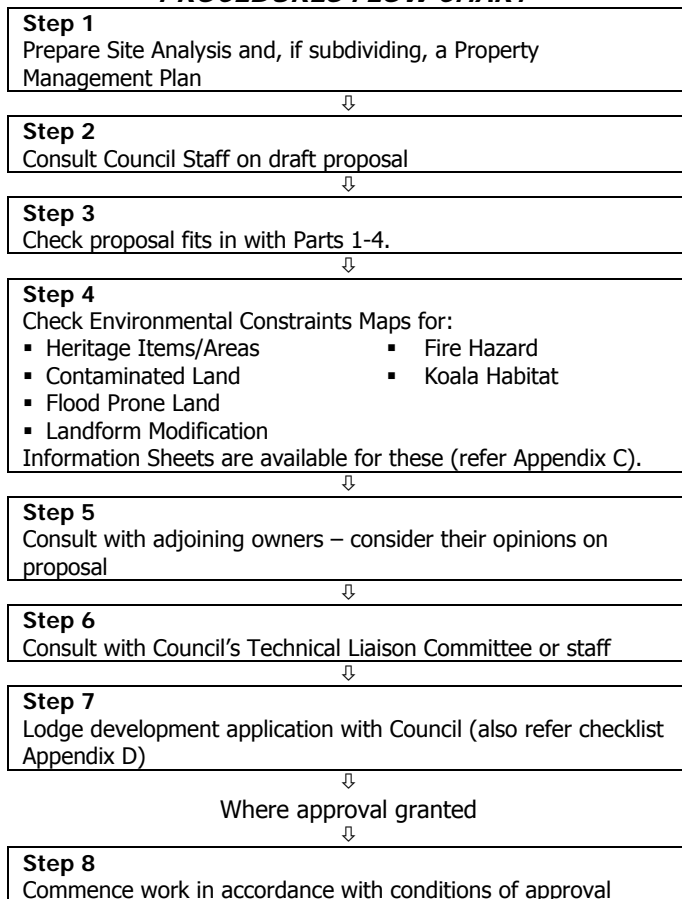 PROCEDURES FLOW CHART
Step 1
Prepare Site Analysis and, if subdividing, a Property
Management Plan
⇩
Step 2
Consult Council Staff on draft proposal
⇩
Step 3
Check proposal fits in with Parts 1-4.
⇩
Step 4
Check Environmental Constraints Maps for:
▪ Heritage Items/Areas ▪ Fire Hazard
▪ Contaminated Land ▪ Koala Habitat
▪ Flood Prone Land
▪ Landform Modification
Information Sheets are available for these (refer Appendix C).
⇩
Step 5
Consult with adjoining owners – consider their opinions on
proposal
⇩
Step 6
Consult with Council’s Technical Liaison Committee or staff
⇩
Step 7
Lodge development application with Council (also refer checklist
Appendix D)
⇩
Where approval granted
⇩
Step 8
Commence work in accordance with conditions of approval